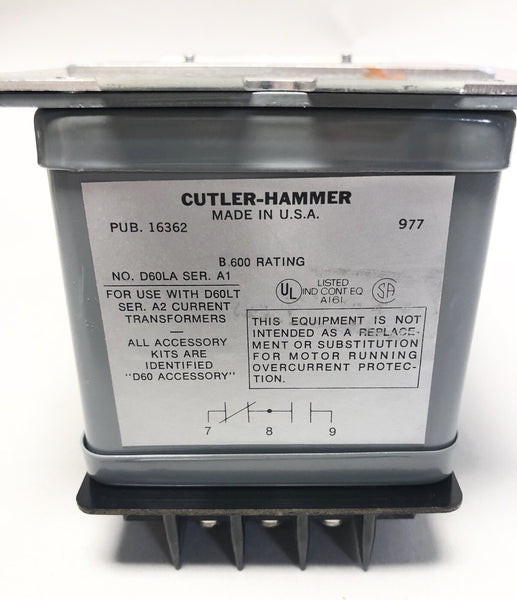 CUTLER-HAMMER
MADE IN U.S.A.
PUB. 16362
977
B 600 RATING
NO. D60LA SER. A1
UL
LISTED
IND CONT EQ
A161
SA
FOR USE WITH D60LT
SER. A2 CURRENT
TRANSFORMERS
—
ALL ACCESSORY
KITS ARE
IDENTIFIED
"D60 ACCESSORY"
THIS EQUIPMENT IS NOT
INTENDED AS A REPLACE-
MENT OR SUBSTITUTION
FOR MOTOR RUNNING
OVERCURRENT PROTEC-
TION.
7 8 9